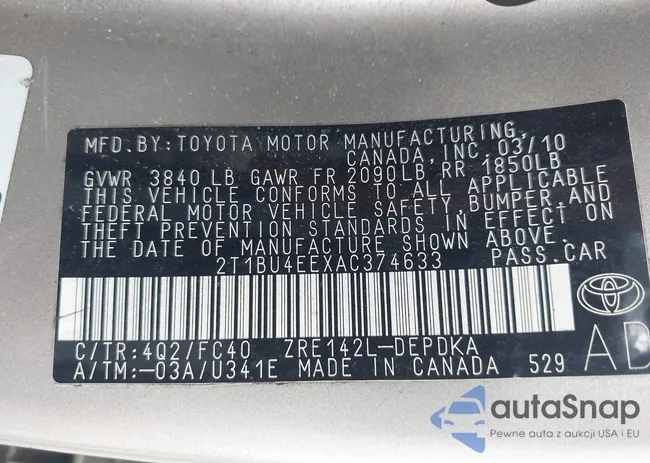 MFD.BY:TOYOTA MOTOR MANUFACTURING,
CANADA,INC.03/10
GVWR 3840LB GAWR FR 2090LB RR 1850LB
THIS VEHICLE CONFORMS TO ALL APPLICABLE
FEDERAL MOTOR VEHICLE SAFETY,BUMPER,AND
THEFT PREVENTION STANDARDS IN EFFECT ON
THE DATE OF MANUFACTURE SHOWN ABOVE.
2T1BU4EEXAC374633 PASS.CAR
C/TR:4Q2/FC40 ZRE142L-DEPDKA
A/TM:-03A/U341E MADE IN CANADA 529
AD
autaSnap
Pewne auta z aukcji USA i EU